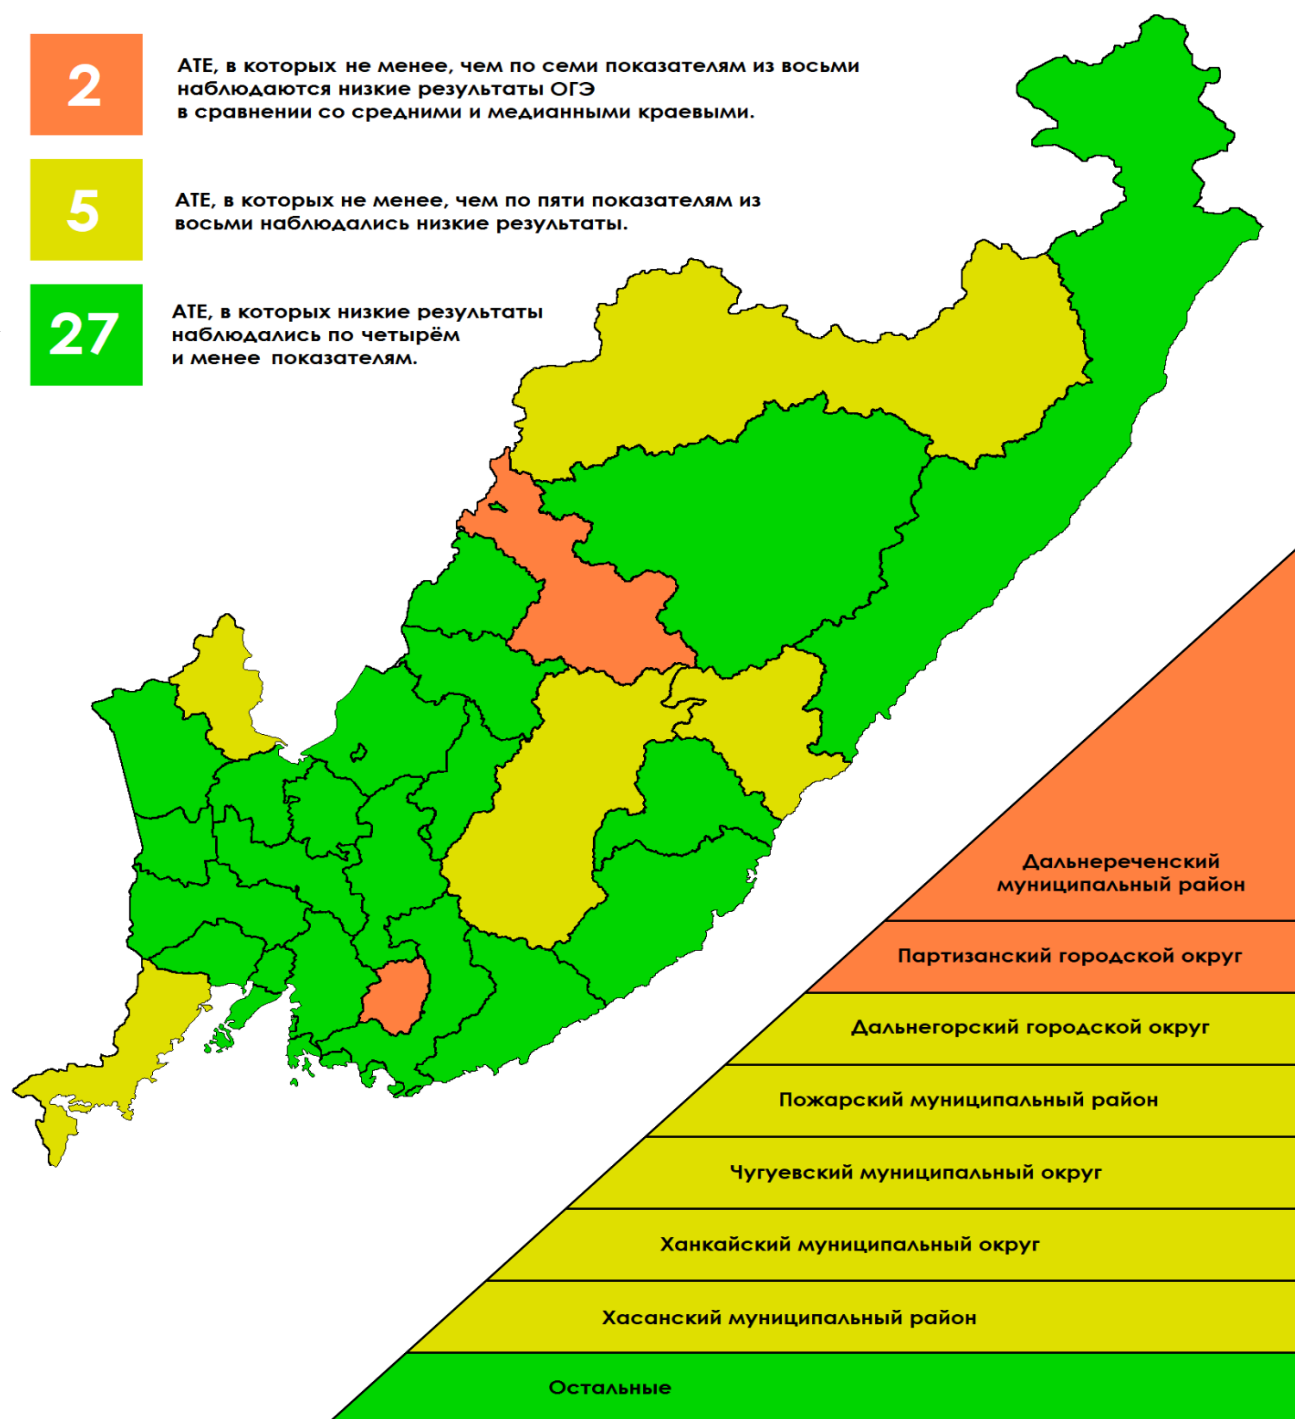 2
АТЕ, в которых не менее, чем по семи показателям из восьми
наблюдаются низкие результаты ОГЭ
в сравнении со средними и медианными краевыми.
5
АТЕ, в которых не менее, чем по пяти показателям из
восьми наблюдались низкие результаты.
27
АТЕ, в которых низкие результаты
наблюдались по четырём
и менее показателям.
Дальнереченский
муниципальный район
Партизанский городской округ
Дальнегорский городской округ
Пожарский муниципальный район
Чугуевский муниципальный округ
Ханкайский муниципальный округ
Хасанский муниципальный район
Остальные